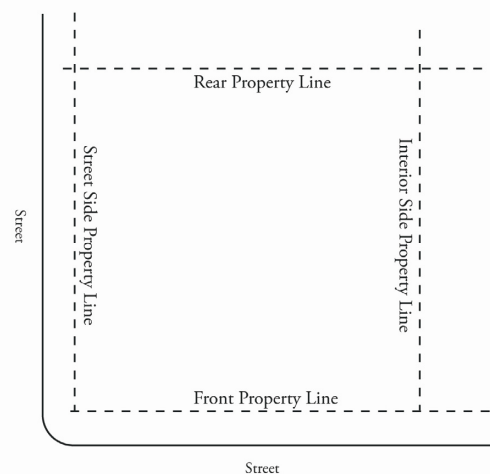 Rear Property Line
Street
Street Side Property Line
Interior Side Property Line
Front Property Line
Street